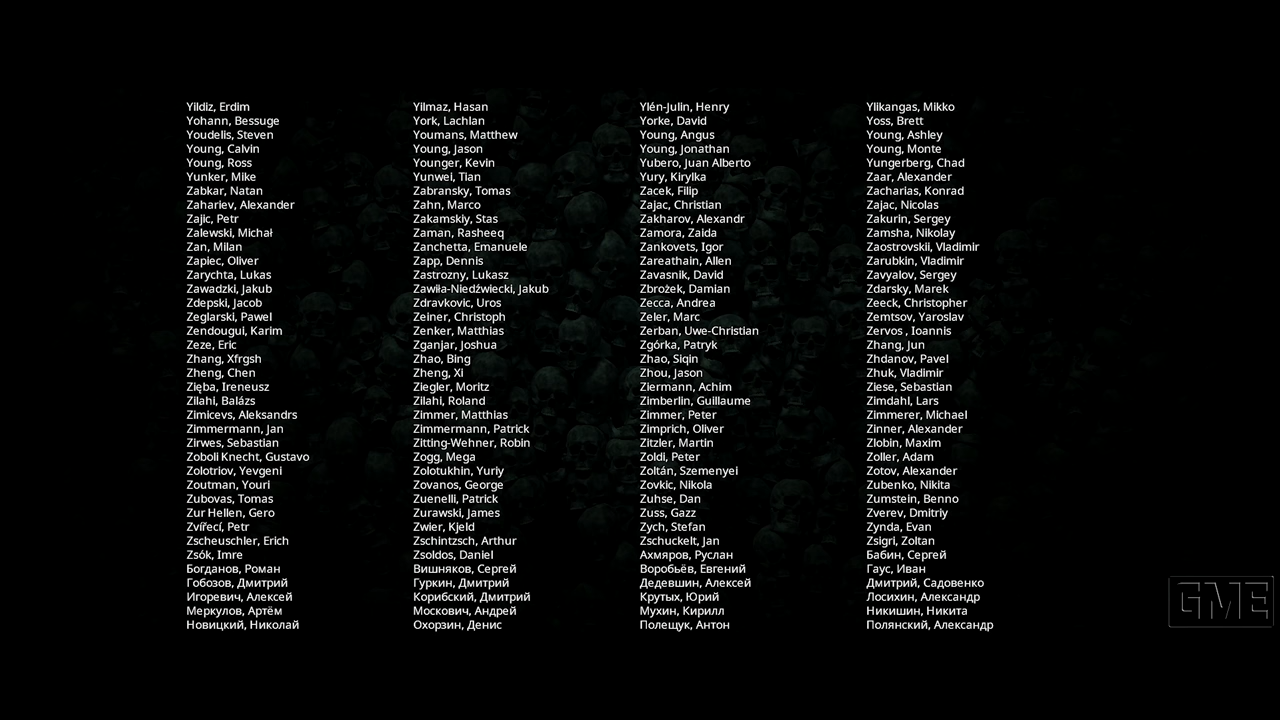 Yildiz, Erdim Yilmaz, Hasan Ylén-Julin, Henry Ylikangas, Mikko
Yohann, Bessuge York, Lachlan Yorke, David Yoss, Brett
Youdelis, Steven Youmans, Matthew Young, Angus Young, Ashley
Young, Calvin Young, Jason Young, Jonathan Young, Monte
Young, Ross Younger, Kevin Yubero, Juan Alberto Yungerberg, Chad
Yunker, Mike Yunwei, Tian Yury, Kirylka Zaar, Alexander
Zabkar, Natan Zabransky, Tomas Zacek, Filip Zacharias, Konrad
Zahariev, Alexander Zahn, Marco Zajac, Christian Zajac, Nicolas
Zajic, Petr Zakamskiy, Stas Zakharov, Alexandr Zakurin, Sergey
Zalewski, Michał Zaman, Rasheeq Zamora, Zaida Zamsha, Nikolay
Zan, Milan Zanchetta, Emanuele Zankovets, Igor Zaostrovskii, Vladimir
Zapiec, Oliver Zapp, Dennis Zareathain, Allen Zarubkin, Vladimir
Zarychta, Lukas Zastrozny, Lukasz Zavasnik, David Zavyalov, Sergey
Zawadzki, Jakub Zawiła-Niedźwiecki, Jakub Zbrożek, Damian Zdarsky, Marek
Zdepski, Jacob Zdravkovic, Uros Zecca, Andrea Zeeck, Christopher
Zeglarski, Pawel Zeiner, Christoph Zeler, Marc Zemtsov, Yaroslav
Zendougui, Karim Zenker, Matthias Zerban, Uwe-Christian Zervos , Ioannis
Zeze, Eric Zganjar, Joshua Zgórka, Patryk Zhang, Jun
Zhang, Xfrgsh Zhao, Bing Zhao, Siqin Zhdanov, Pavel
Zheng, Chen Zheng, Xi Zhou, Jason Zhuk, Vladimir
Zięba, Ireneusz Ziegler, Moritz Ziermann, Achim Ziese, Sebastian
Zilahi, Balázs Zilahi, Roland Zimberlin, Guillaume Zimdahl, Lars
Zimicevs, Aleksandrs Zimmer, Matthias Zimmer, Peter Zimmerer, Michael
Zimmermann, Jan Zimmermann, Patrick Zimprich, Oliver Zinner, Alexander
Zirwes, Sebastian Zitting-Wehner, Robin Zitzler, Martin Zlobin, Maxim
Zoboli Knecht, Gustavo Zogg, Mega Zoldi, Peter Zoller, Adam
Zolotriov, Yevgeni Zolotukhin, Yuriy Zoltán, Szemenyei Zotov, Alexander
Zoutman, Youri Zovanos, George Zovkic, Nikola Zubenko, Nikita
Zubovas, Tomas Zuenelli, Patrick Zuhse, Dan Zumstein, Benno
Zur Hellen, Gero Zurawski, James Zuss, Gazz Zverev, Dmitriy
Zvířecí, Petr Zwier, Kjeld Zych, Stefan Zynda, Evan
Zscheuschler, Erich Zschintzsch, Arthur Zschuckelt, Jan Zsigri, Zoltan
Zsók, Imre Zsoldos, Daniel Ахмяров, Руслан Бабин, Сергей
Богданов, Роман Вишняков, Сергей Воробьёв, Евгений Гаус, Иван
Гобозов, Дмитрий Гуркин, Дмитрий Дедевшин, Алексей Дмитрий, Садовенко
Игоревич, Алексей Корибский, Дмитрий Крутых, Юрий Лосихин, Александр
Меркулов, Артём Москович, Андрей Мухин, Кирилл Никишин, Никита
Новицкий, Николай Охорзин, Денис Полещук, Антон Полянский, Александр
GME